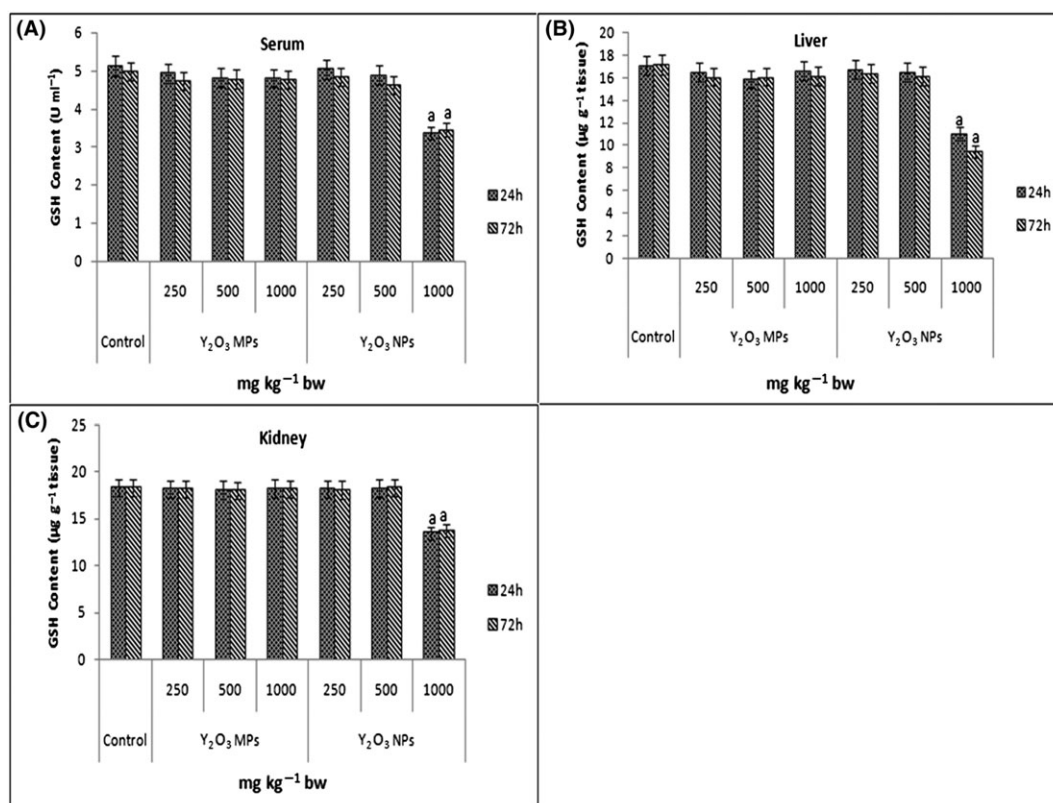 (A)
Serum
GSH Content (U ml⁻¹)
6
5
4
3
2
1
0
a a
24h
72h
250 500 1000 250 500 1000
Control Y₂O₃ MPs Y₂O₃ NPs
mg kg⁻¹ bw
(B)
Liver
GSH Content (µg g⁻¹ tissue)
20
18
16
14
12
10
8
6
4
2
0
a
a
24h
72h
250 500 1000 250 500 1000
Control Y₂O₃ MPs Y₂O₃ NPs
mg kg⁻¹ bw
(C)
Kidney
GSH Content (µg g⁻¹ tissue)
25
20
15
10
5
0
a a
24h
72h
250 500 1000 250 500 1000
Control Y₂O₃ MPs Y₂O₃ NPs
mg kg⁻¹ bw